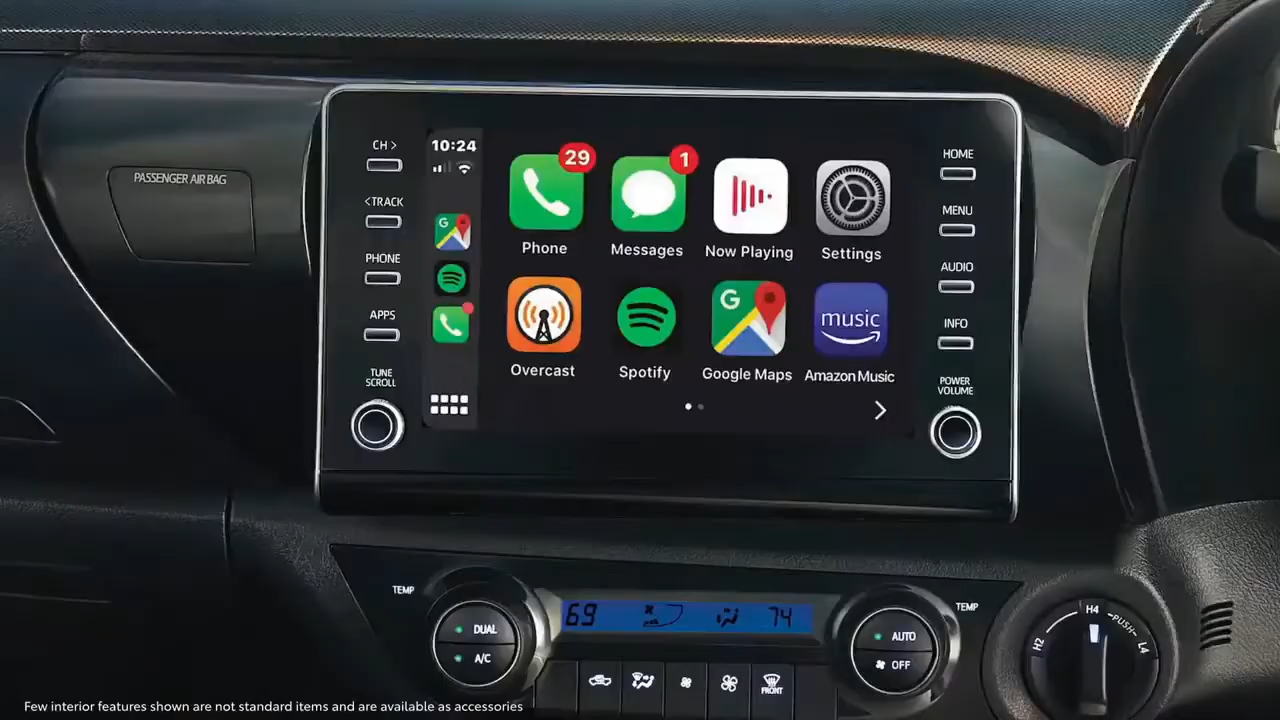 PASSENGER AIR BAG
CH >
<TRACK
PHONE
APPS
TUNE
SCROLL
10:24
29
Phone
1
Messages
Now Playing
Settings
Overcast
Spotify
G
Google Maps
music
Amazon Music
G
HOME
MENU
AUDIO
INFO
POWER
VOLUME
TEMP
DUAL
A/C
69
74
AUTO
OFF
TEMP
FRONT
H2
H4
PUSH
L4
Few interior features shown are not standard items and are available as accessories